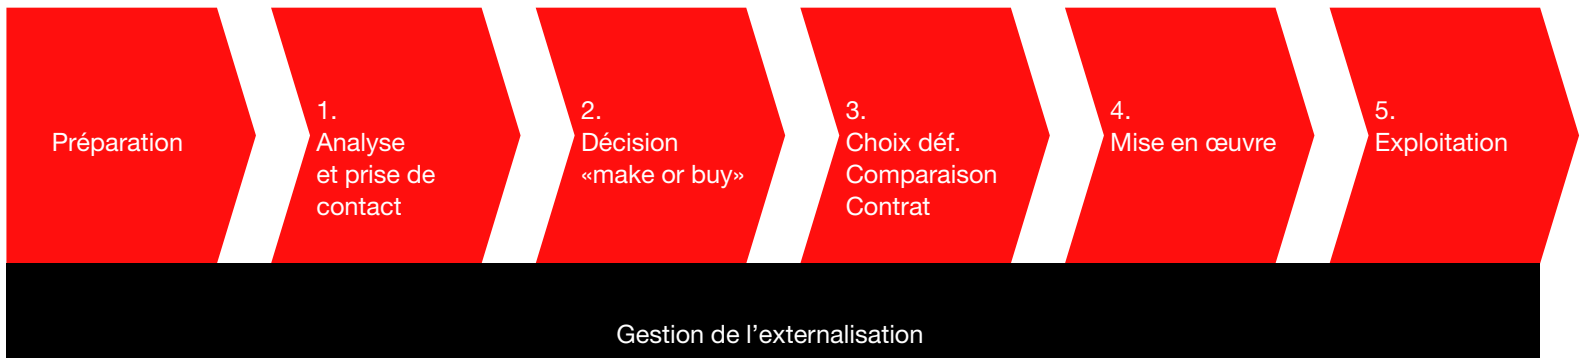 Préparation
1.
Analyse
et prise de
contact
2.
Décision
«make or buy»
3.
Choix déf.
Comparaison
Contrat
4.
Mise en œuvre
5.
Exploitation
Gestion de l’externalisation